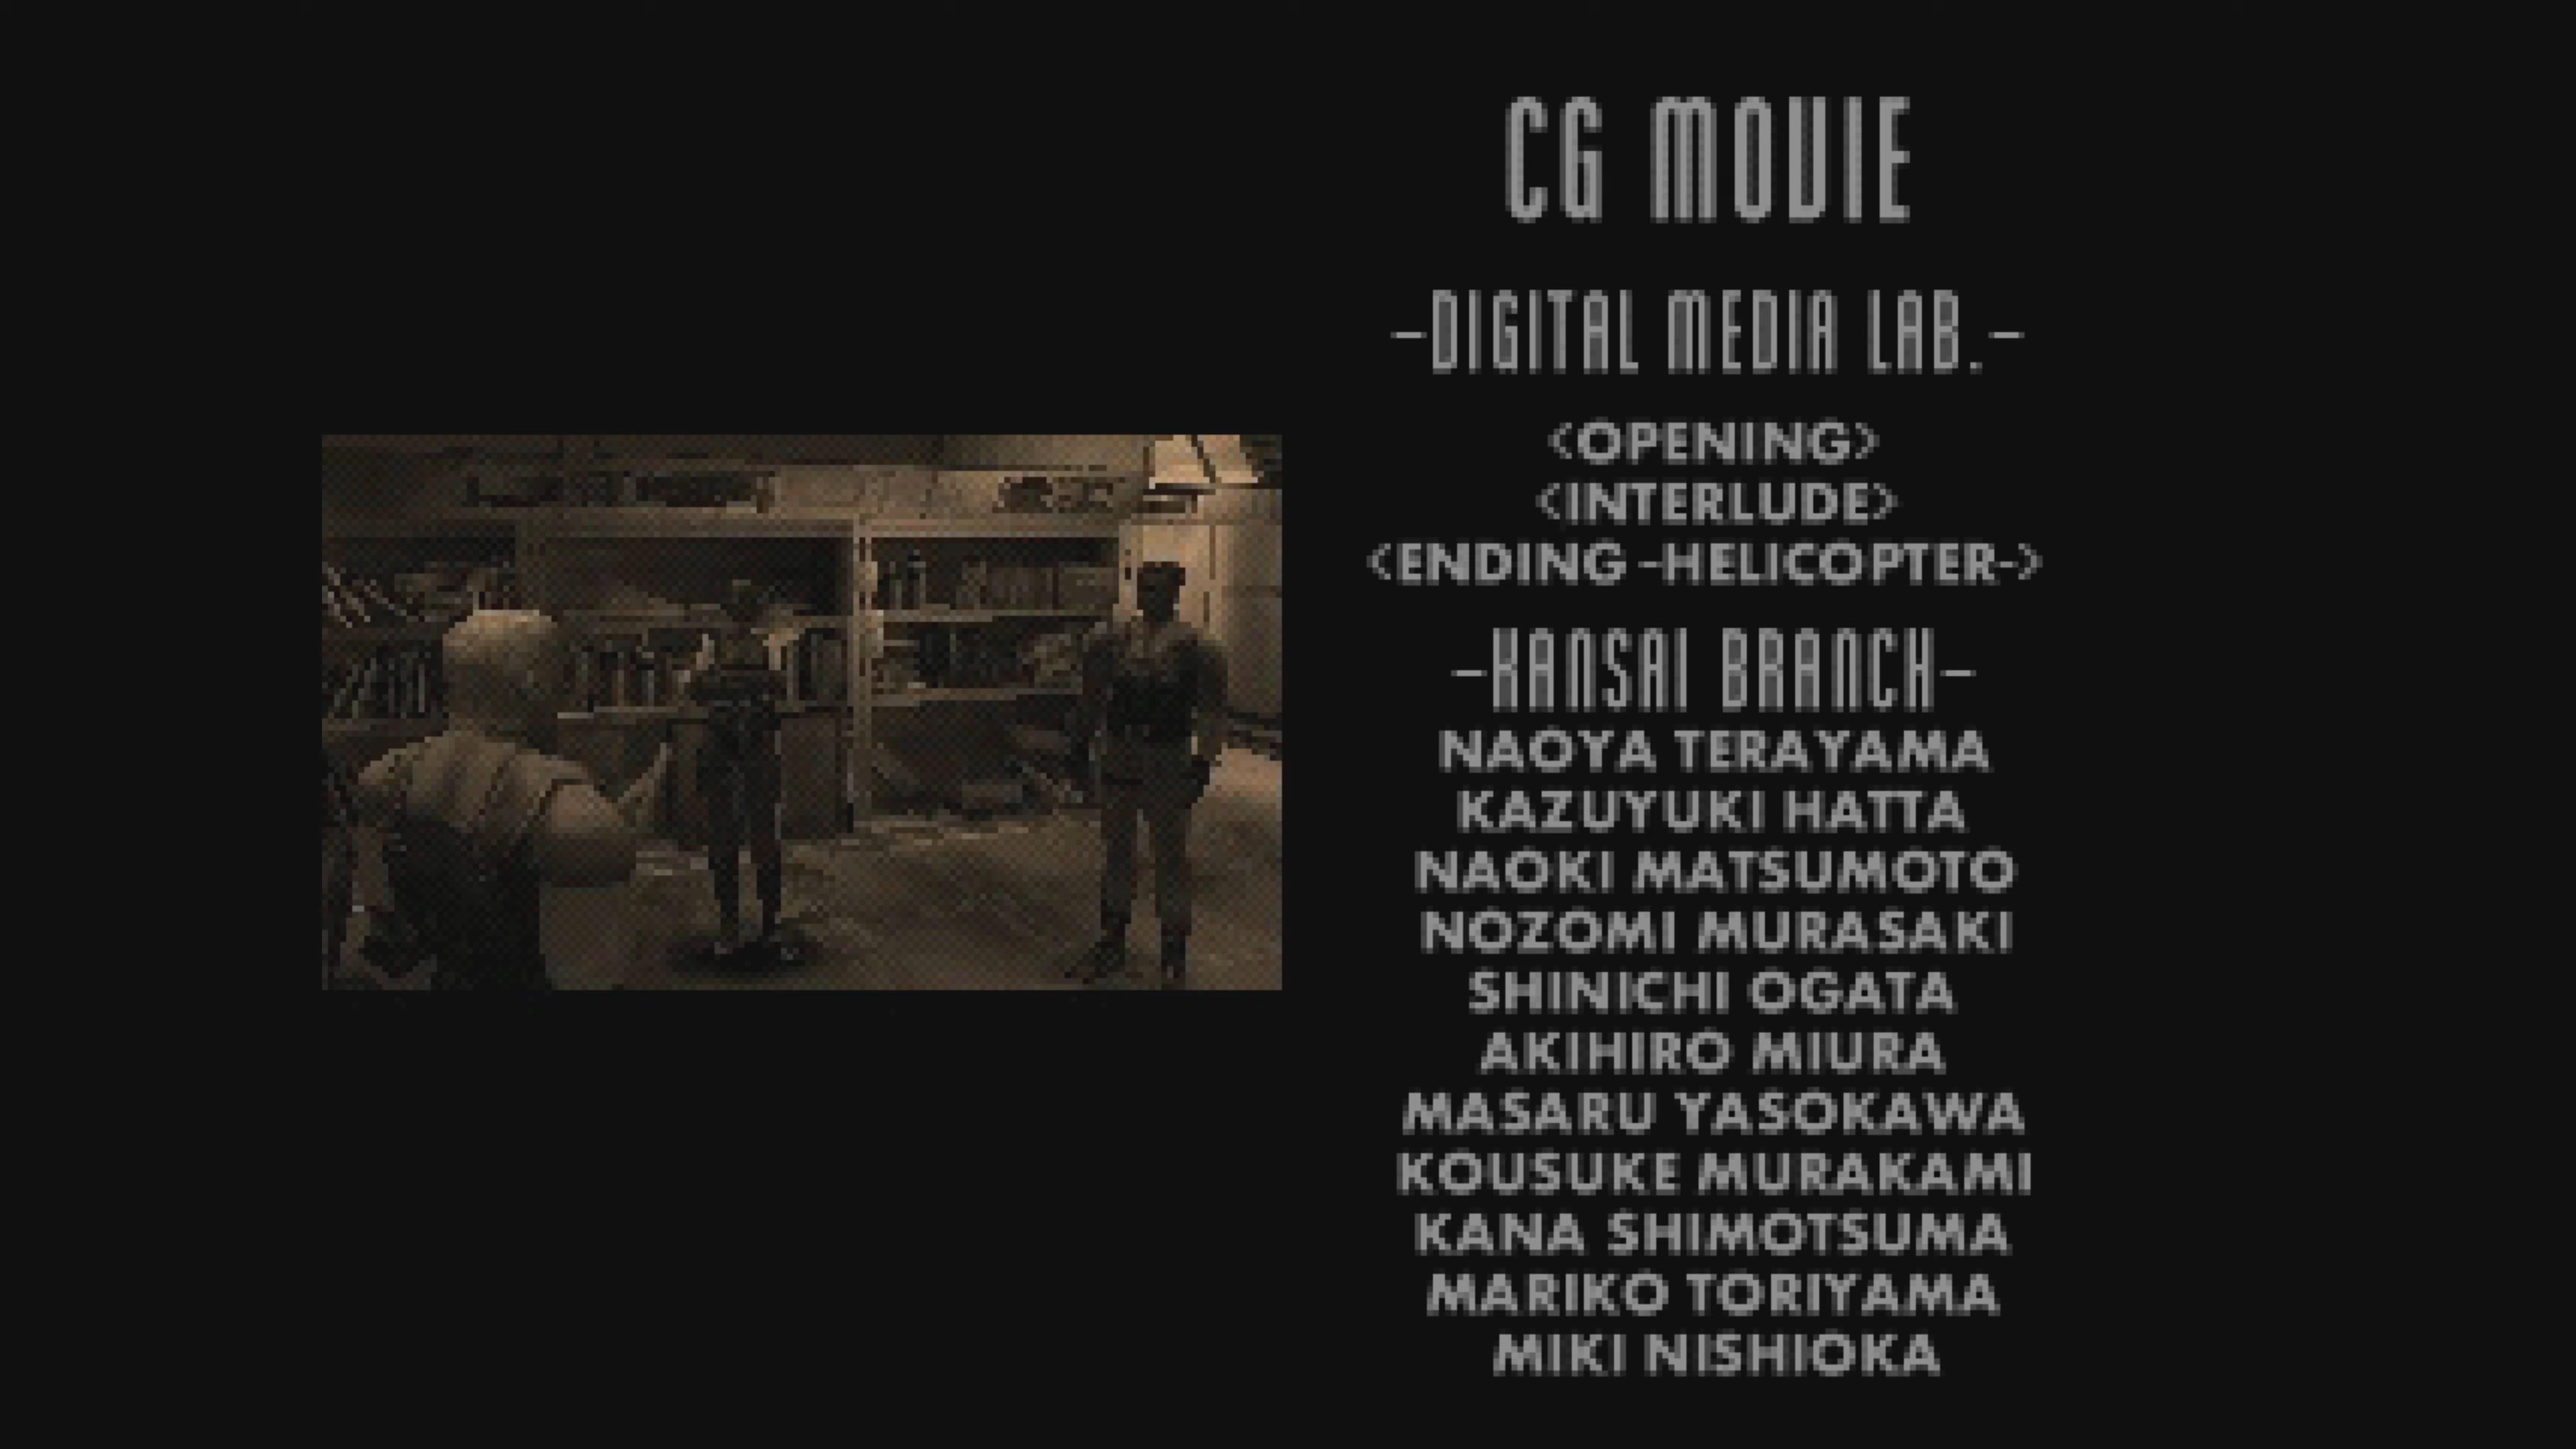 CG MOVIE
-DIGITAL MEDIA LAB.-
<OPENING>
<INTERLUDE>
<ENDING -HELICOPTER->
-KANSAI BRANCH-
NAOYA TERAYAMA
KAZUYUKI HATTA
NAOKI MATSUMOTO
NOZOMI MURASAKI
SHINICHI OGATA
AKIHIRO MIURA
MASARU YASOKAWA
KOUSUKE MURAKAMI
KANA SHIMOTSUMA
MARIKO TORIYAMA
MIKI NISHIOKA